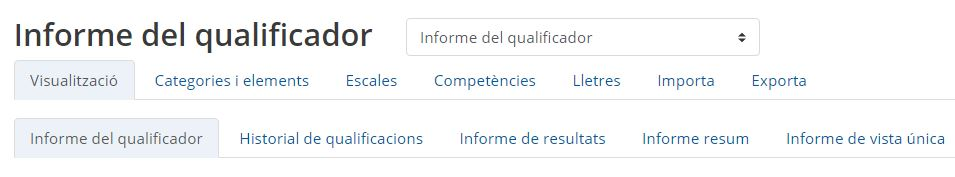 Informe del qualificador Informe del qualificador
Visualització Categories i elements Escales Competències Lletres Importa Exporta
Informe del qualificador Historial de qualificacions Informe de resultats Informe resum Informe de vista única